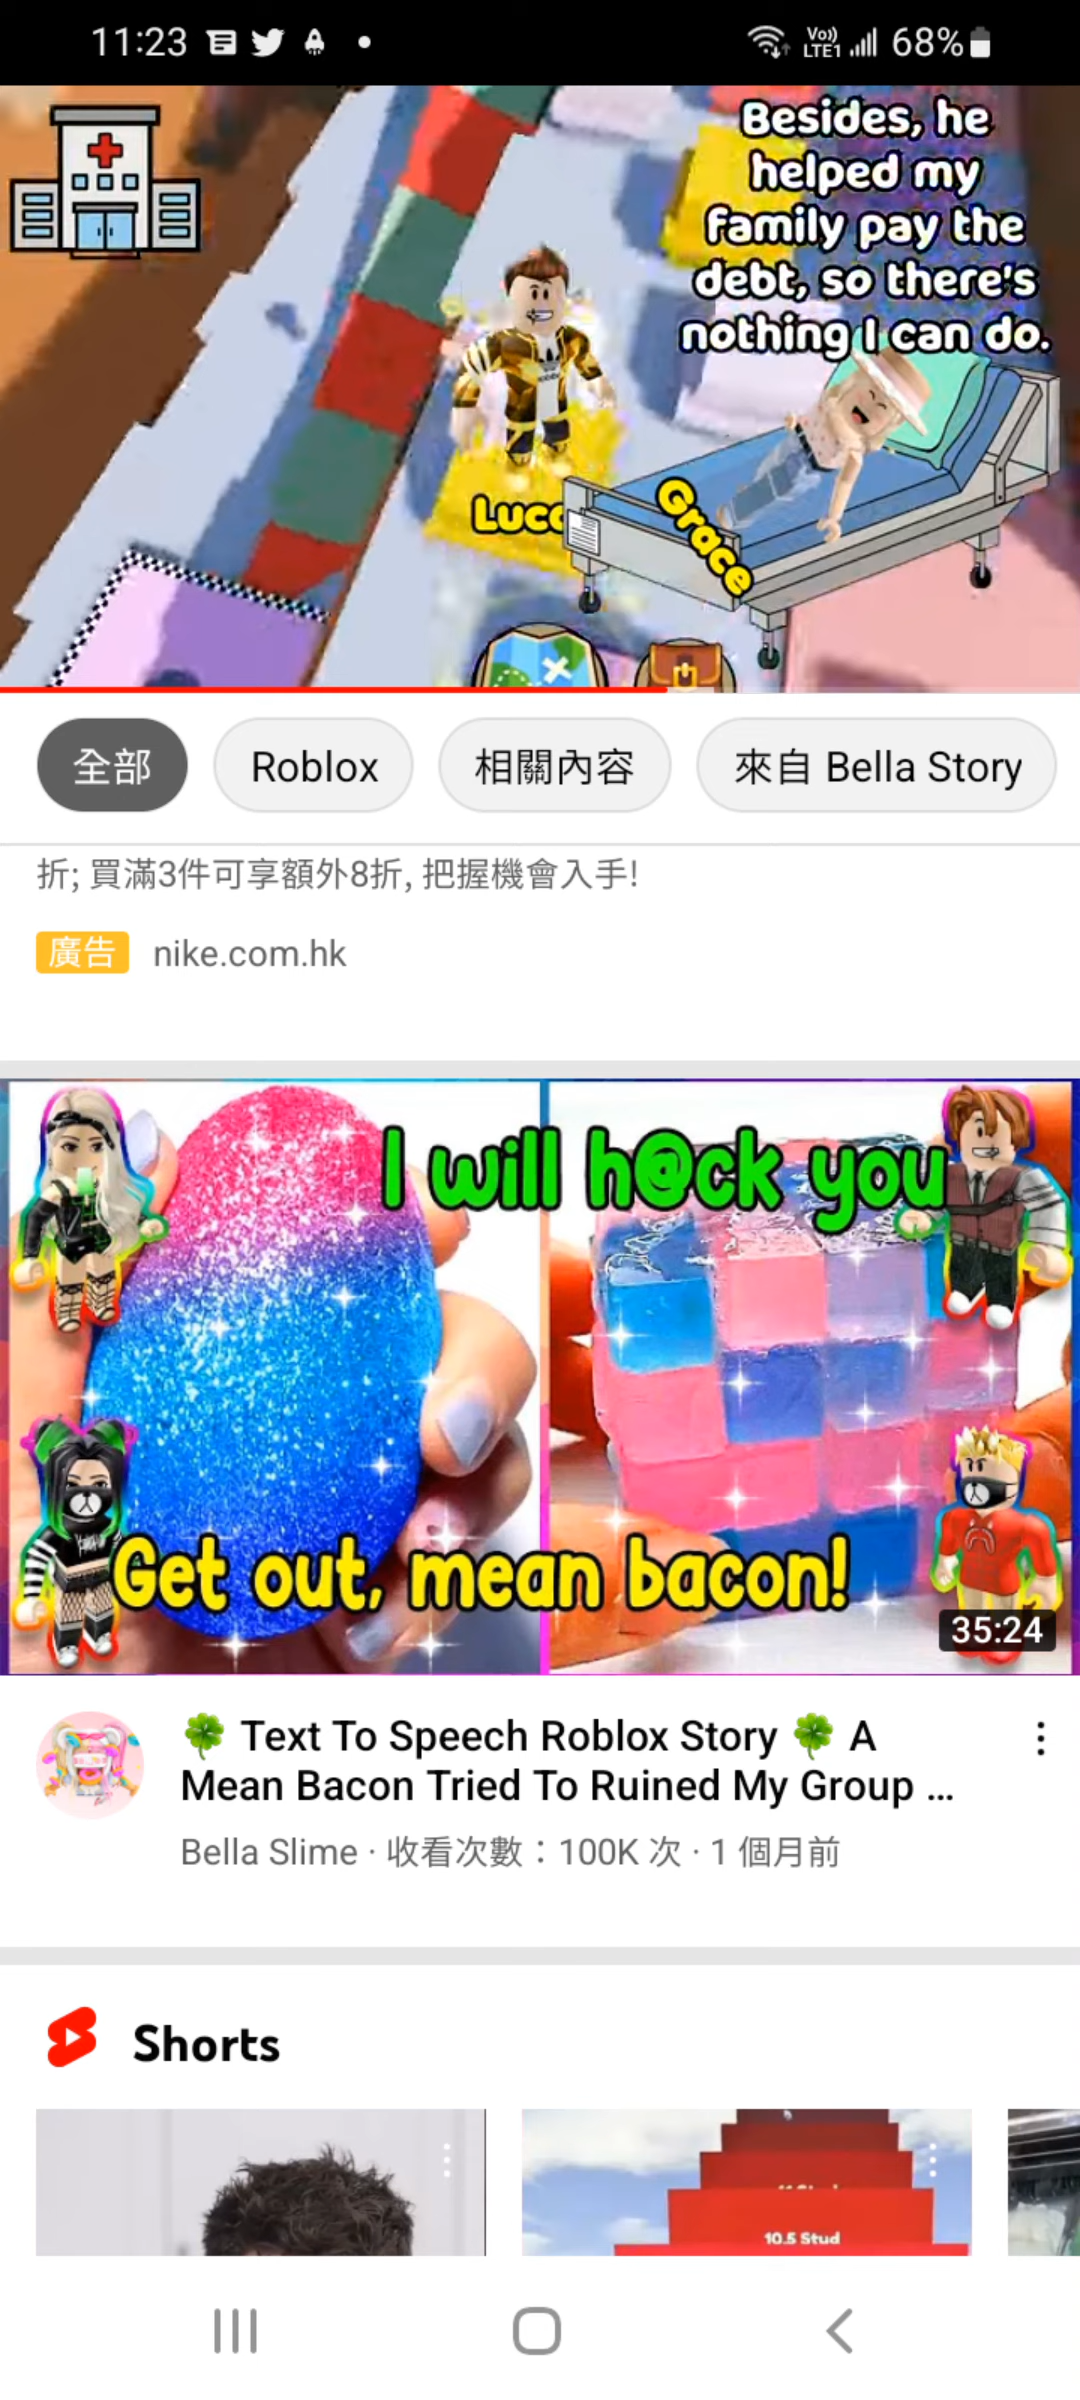 11:23
Vo))
LTE1
68%
Besides, he
helped my
family pay the
debt, so there's
nothing I can do.
Grace
全部
Roblox
相關內容
來自 Bella Story
折; 買滿3件可享額外8折, 把握機會入手!
廣告 nike.com.hk
I will h@ck you
Get out, mean bacon!
35:24
🍀 Text To Speech Roblox Story 🍀 A
Mean Bacon Tried To Ruined My Group ...
Bella Slime · 收看次數：100K 次 · 1 個月前
Shorts
10.5 Stud